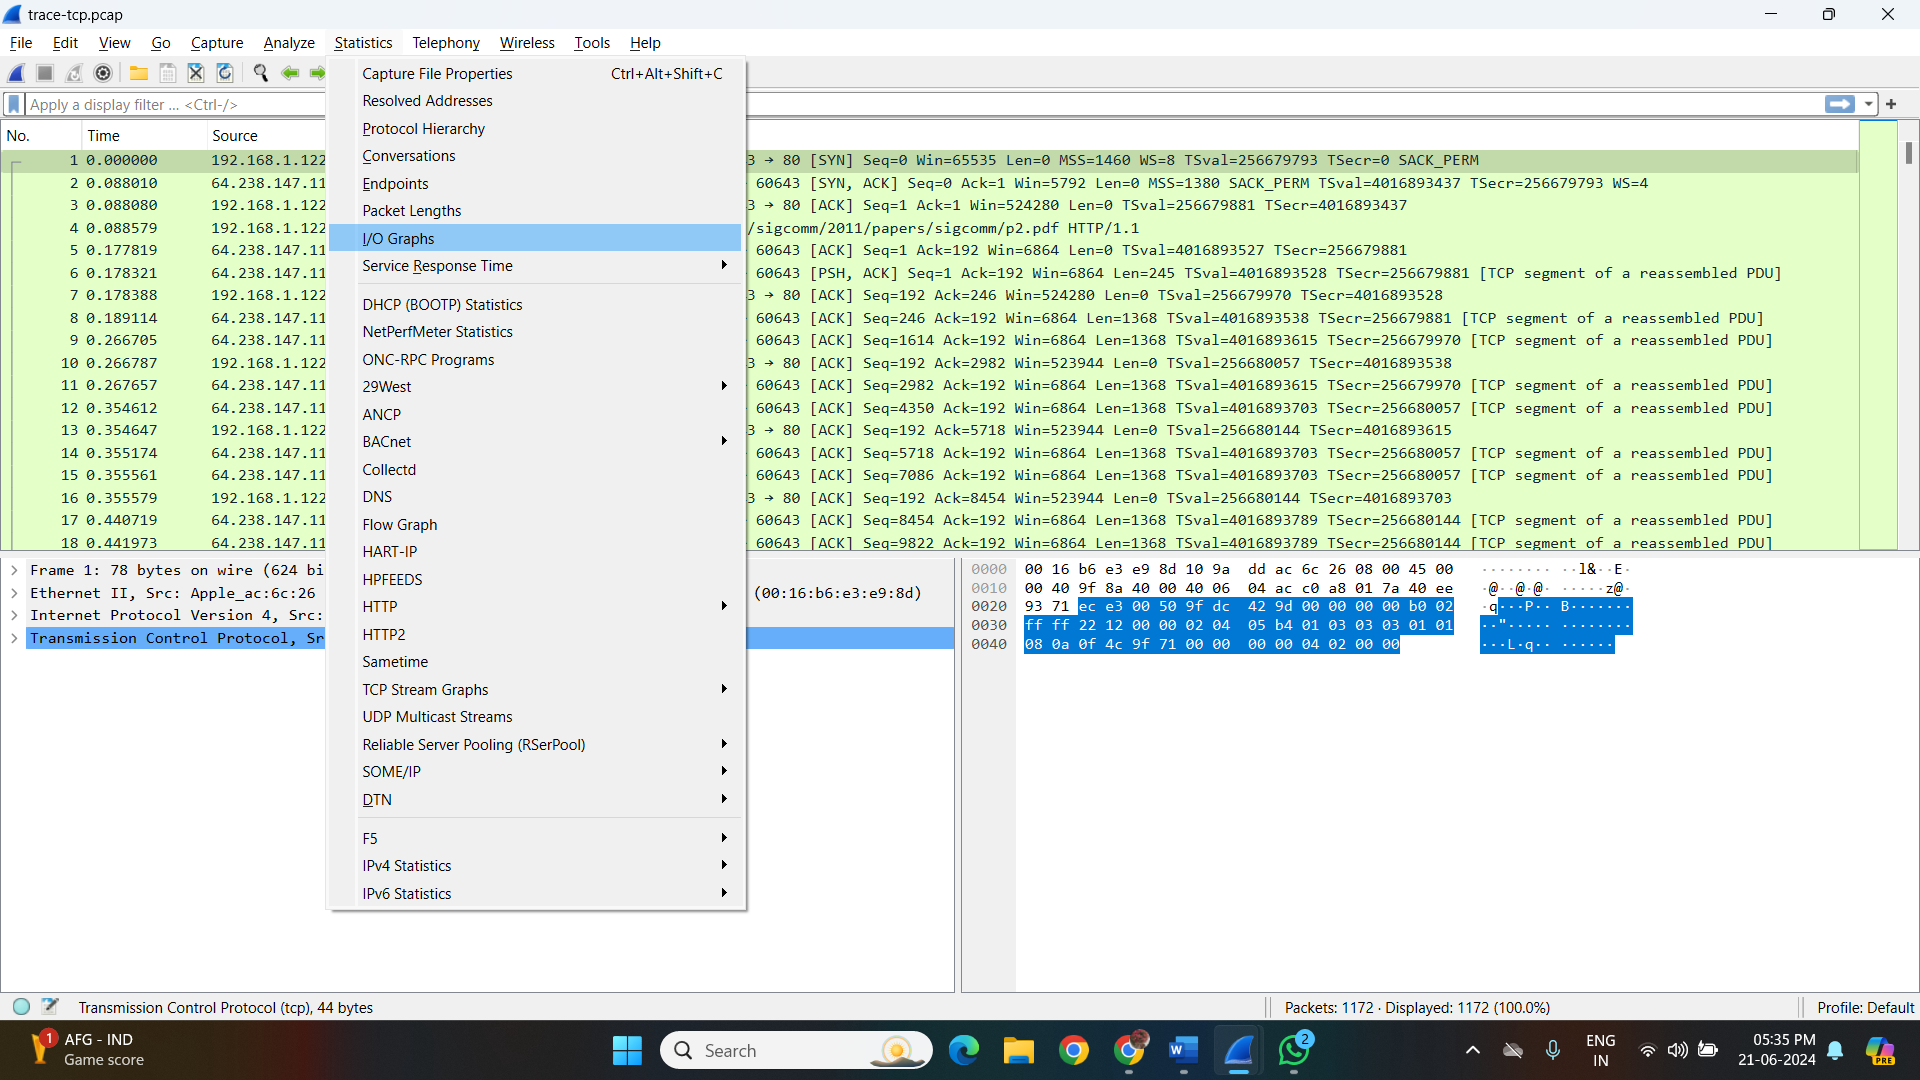 trace-tcp.pcap
File Edit View Go Capture Analyze Statistics Telephony Wireless Tools Help
Apply a display filter ... <Ctrl-/>
Capture File Properties Ctrl+Alt+Shift+C
Resolved Addresses
Protocol Hierarchy
Conversations
Endpoints
Packet Lengths
I/O Graphs
Service Response Time
DHCP (BOOTP) Statistics
NetPerfMeter Statistics
ONC-RPC Programs
29West
ANCP
BACnet
Collectd
DNS
Flow Graph
HART-IP
HPFEEDS
HTTP
HTTP2
Sametime
TCP Stream Graphs
UDP Multicast Streams
Reliable Server Pooling (RSerPool)
SOME/IP
DTN
F5
IPv4 Statistics
IPv6 Statistics
No. Time Source
1 0.000000 192.168.1.122 3 → 80 [SYN] Seq=0 Win=65535 Len=0 MSS=1460 WS=8 TSval=256679793 TSecr=0 SACK_PERM
2 0.088010 64.238.147.11 60643 [SYN, ACK] Seq=0 Ack=1 Win=5792 Len=0 MSS=1380 SACK_PERM TSval=4016893437 TSecr=256679793 WS=4
3 0.088080 192.168.1.122 3 → 80 [ACK] Seq=1 Ack=1 Win=524280 Len=0 TSval=256679881 TSecr=4016893437
4 0.088579 192.168.1.122 /sigcomm/2011/papers/sigcomm/p2.pdf HTTP/1.1
5 0.177819 64.238.147.11 60643 [ACK] Seq=1 Ack=192 Win=6864 Len=0 TSval=4016893527 TSecr=256679881
6 0.178321 64.238.147.11 60643 [PSH, ACK] Seq=1 Ack=192 Win=6864 Len=245 TSval=4016893528 TSecr=256679881 [TCP segment of a reassembled PDU]
7 0.178388 192.168.1.122 3 → 80 [ACK] Seq=192 Ack=246 Win=524280 Len=0 TSval=256679970 TSecr=4016893528
8 0.189114 64.238.147.11 60643 [ACK] Seq=246 Ack=192 Win=6864 Len=1368 TSval=4016893538 TSecr=256679881 [TCP segment of a reassembled PDU]
9 0.266705 64.238.147.11 60643 [ACK] Seq=1614 Ack=192 Win=6864 Len=1368 TSval=4016893615 TSecr=256679970 [TCP segment of a reassembled PDU]
10 0.266787 192.168.1.122 3 → 80 [ACK] Seq=192 Ack=2982 Win=523944 Len=0 TSval=256680057 TSecr=4016893538
11 0.267657 64.238.147.11 60643 [ACK] Seq=2982 Ack=192 Win=6864 Len=1368 TSval=4016893615 TSecr=256679970 [TCP segment of a reassembled PDU]
12 0.354612 64.238.147.11 60643 [ACK] Seq=4350 Ack=192 Win=6864 Len=1368 TSval=4016893703 TSecr=256680057 [TCP segment of a reassembled PDU]
13 0.354647 192.168.1.122 3 → 80 [ACK] Seq=192 Ack=5718 Win=523944 Len=0 TSval=256680144 TSecr=4016893615
14 0.355174 64.238.147.11 60643 [ACK] Seq=5718 Ack=192 Win=6864 Len=1368 TSval=4016893703 TSecr=256680057 [TCP segment of a reassembled PDU]
15 0.355561 64.238.147.11 60643 [ACK] Seq=7086 Ack=192 Win=6864 Len=1368 TSval=4016893703 TSecr=256680057 [TCP segment of a reassembled PDU]
16 0.355579 192.168.1.122 3 → 80 [ACK] Seq=192 Ack=8454 Win=523944 Len=0 TSval=256680144 TSecr=4016893703
17 0.440719 64.238.147.11 60643 [ACK] Seq=8454 Ack=192 Win=6864 Len=1368 TSval=4016893789 TSecr=256680144 [TCP segment of a reassembled PDU]
18 0.441973 64.238.147.11 60643 [ACK] Seq=9822 Ack=192 Win=6864 Len=1368 TSval=4016893789 TSecr=256680144 [TCP segment of a reassembled PDU]
Frame 1: 78 bytes on wire (624 bi
Ethernet II, Src: Apple_ac:6c:26 (00:16:b6:e3:e9:8d)
Internet Protocol Version 4, Src:
Transmission Control Protocol, Sr
0000 00 16 b6 e3 e9 8d 10 9a dd ac 6c 26 08 00 45 00 ········ ··l&··E·
0010 00 40 9f 8a 40 00 40 06 04 ac c0 a8 01 7a 40 ee ·@··@·@· ·····z@·
0020 93 71 ec e3 00 50 9f dc 42 9d 00 00 00 00 b0 02 ·q···P·· B·······
0030 ff ff 22 12 00 00 02 04 05 b4 01 03 03 03 01 01 ··"····· ········
0040 08 0a 0f 4c 9f 71 00 00 00 00 04 02 00 00 ···L·q·· ······
Transmission Control Protocol (tcp), 44 bytes
Packets: 1172 · Displayed: 1172 (100.0%)
Profile: Default
1
AFG - IND
Game score
Search
2
ENG
IN
05:35 PM
21-06-2024
PRE